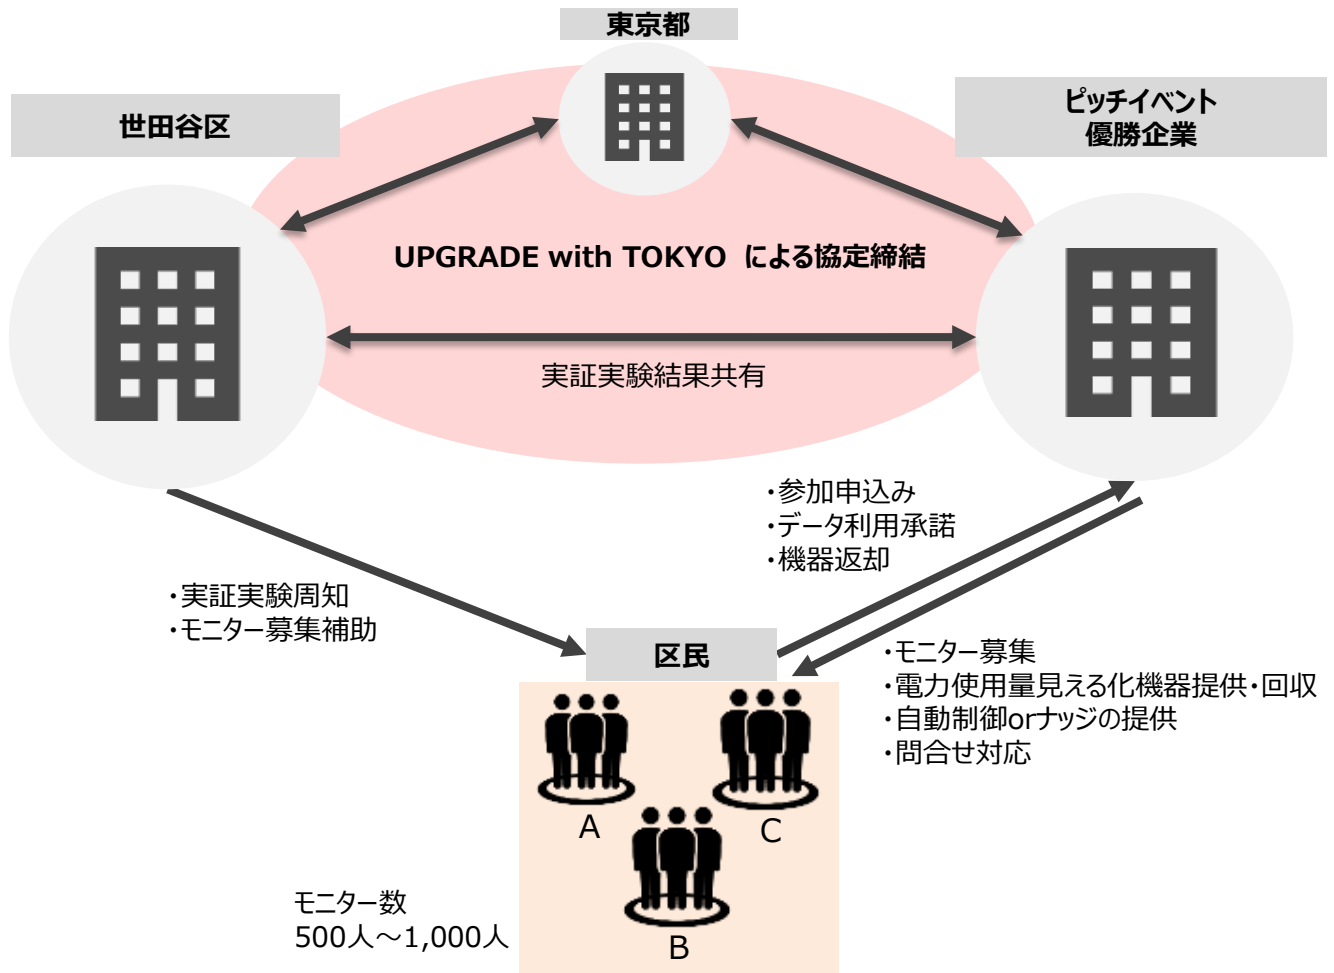 東京都
世田谷区
ピッチイベント
優勝企業
UPGRADE with TOKYO による協定締結
実証実験結果共有
・参加申込み
・データ利用承諾
・機器返却
・実証実験周知
・モニター募集補助
区民
・モニター募集
・電力使用量見える化機器提供・回収
・自動制御orナッジの提供
・問合せ対応
A
C
B
モニター数
500人～1,000人